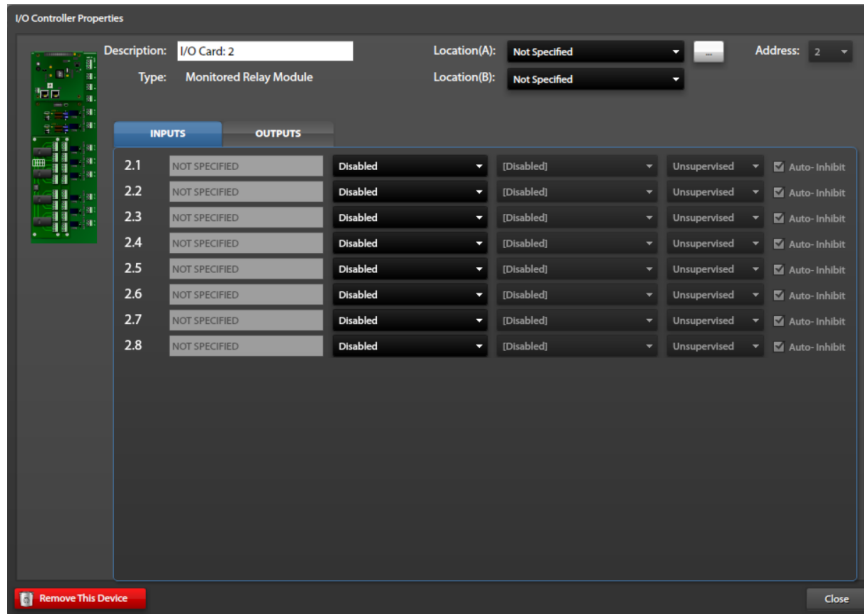 I/O Controller Properties
Description: I/O Card: 2 Location(A): Not Specified ... Address: 2
Type: Monitored Relay Module Location(B): Not Specified
INPUTS OUTPUTS
2.1 NOT SPECIFIED Disabled [Disabled] Unsupervised Auto- Inhibit
2.2 NOT SPECIFIED Disabled [Disabled] Unsupervised Auto- Inhibit
2.3 NOT SPECIFIED Disabled [Disabled] Unsupervised Auto- Inhibit
2.4 NOT SPECIFIED Disabled [Disabled] Unsupervised Auto- Inhibit
2.5 NOT SPECIFIED Disabled [Disabled] Unsupervised Auto- Inhibit
2.6 NOT SPECIFIED Disabled [Disabled] Unsupervised Auto- Inhibit
2.7 NOT SPECIFIED Disabled [Disabled] Unsupervised Auto- Inhibit
2.8 NOT SPECIFIED Disabled [Disabled] Unsupervised Auto- Inhibit
Remove This Device Close